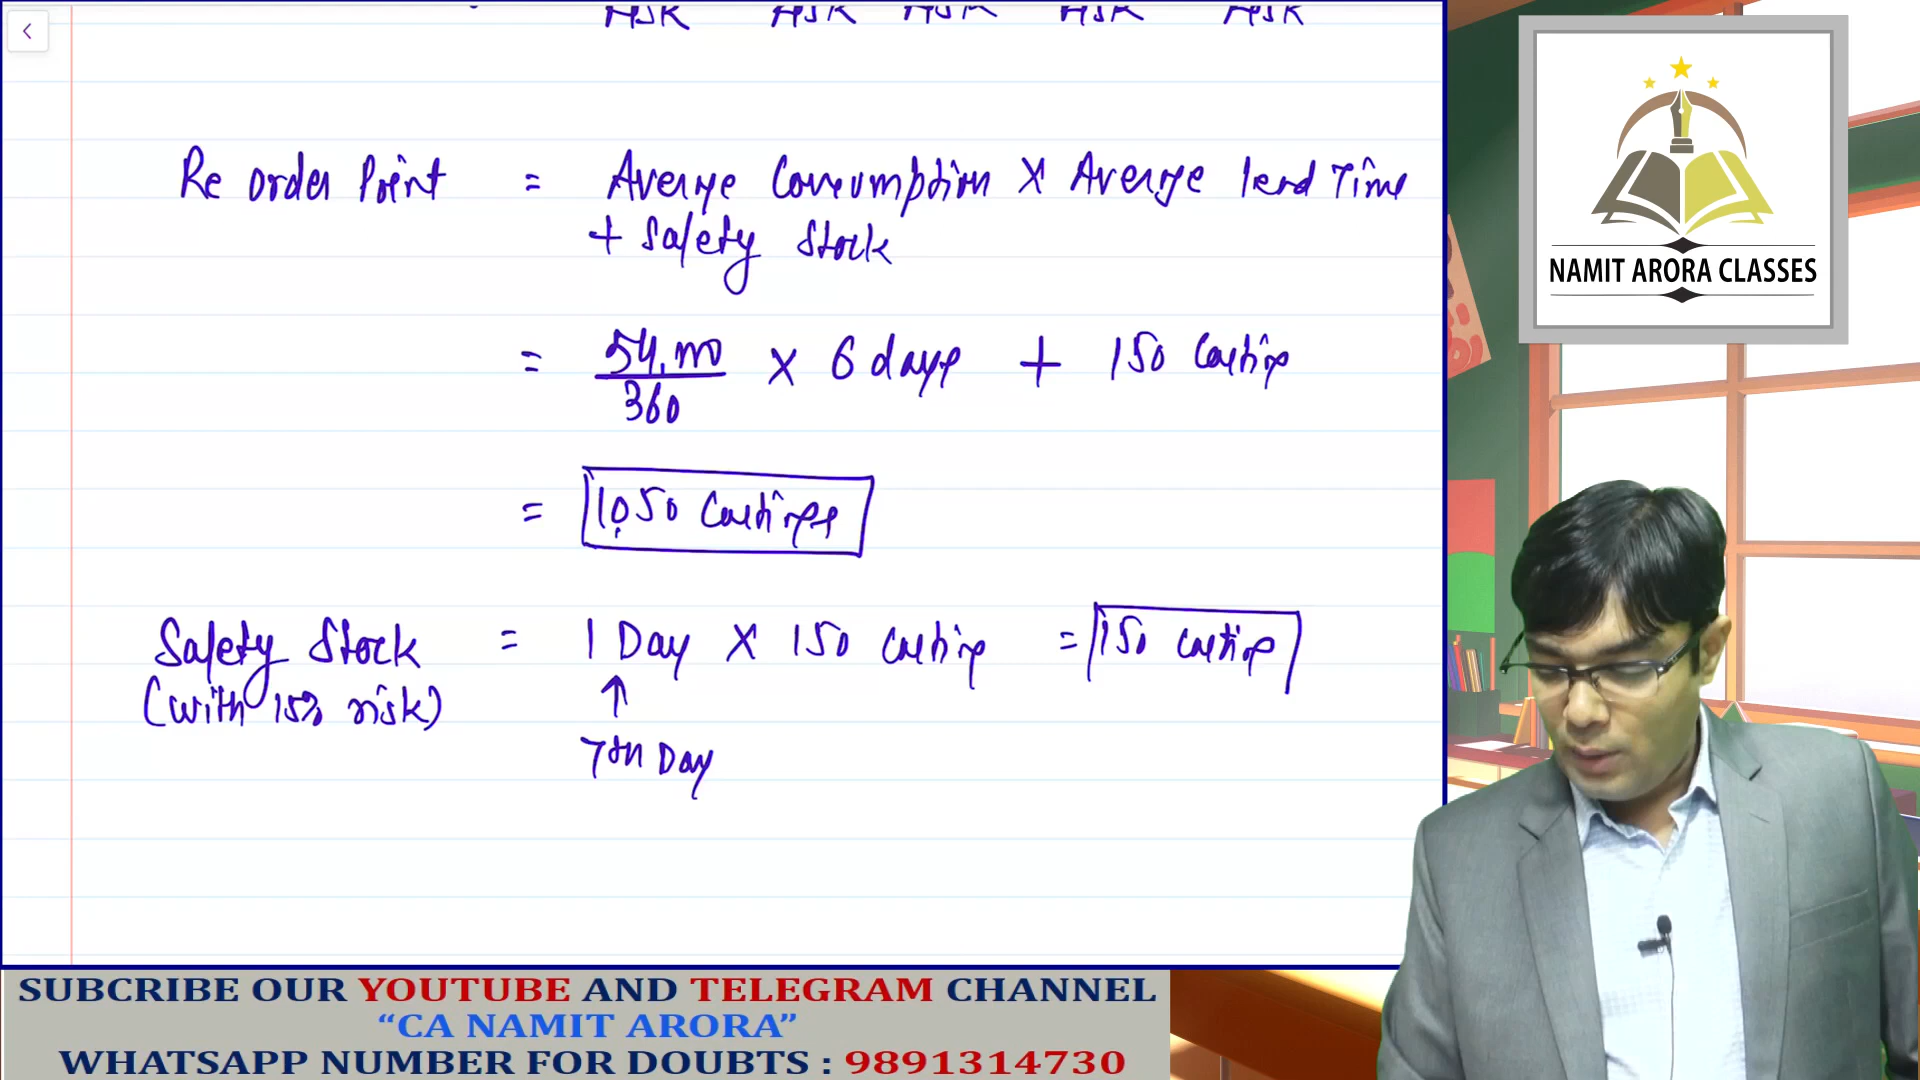 Re order Point = Average Consumption X Average lead Time
+ Safety Stock
= 54,000 X 6 days + 150 Castings
360
= 1,050 Castings
Safety Stock = 1 Day X 150 Castings = 150 Castings
(with 15% risk)
↑
7th Day
NAMIT ARORA CLASSES
SUBCRIBE OUR YOUTUBE AND TELEGRAM CHANNEL
“CA NAMIT ARORA”
WHATSAPP NUMBER FOR DOUBTS : 9891314730